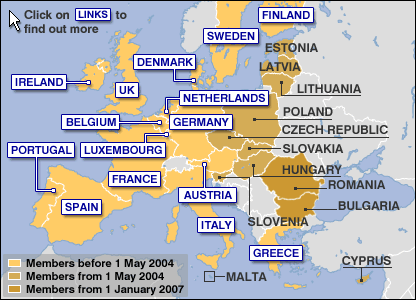 Click on LINKS to
find out more
FINLAND
SWEDEN
ESTONIA
DENMARK
LATVIA
IRELAND
UK
LITHUANIA
NETHERLANDS
POLAND
BELGIUM
GERMANY
CZECH REPUBLIC
PORTUGAL
LUXEMBOURG
SLOVAKIA
FRANCE
HUNGARY
ROMANIA
AUSTRIA
SPAIN
BULGARIA
ITALY
SLOVENIA
GREECE
CYPRUS
MALTA
Members before 1 May 2004
Members from 1 May 2004
Members from 1 January 2007